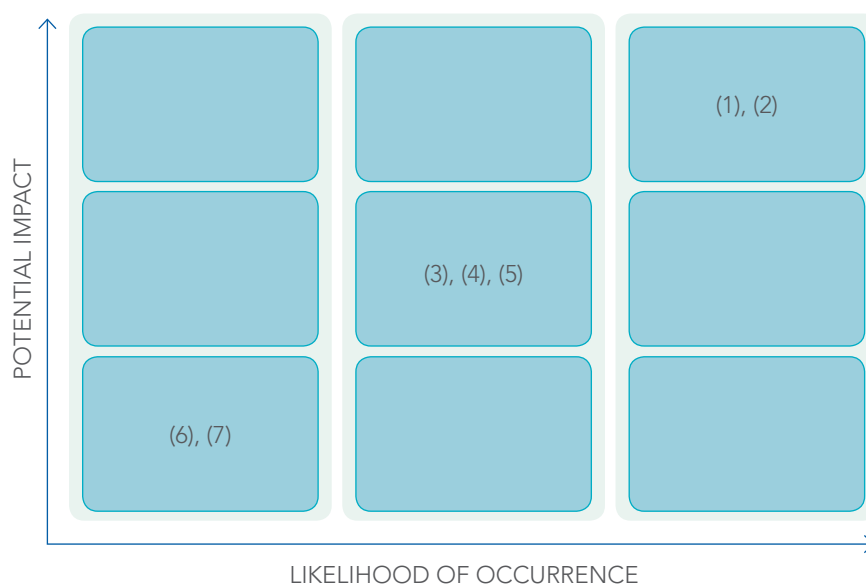 POTENTIAL IMPACT
(1), (2)
(3), (4), (5)
(6), (7)
LIKELIHOOD OF OCCURRENCE